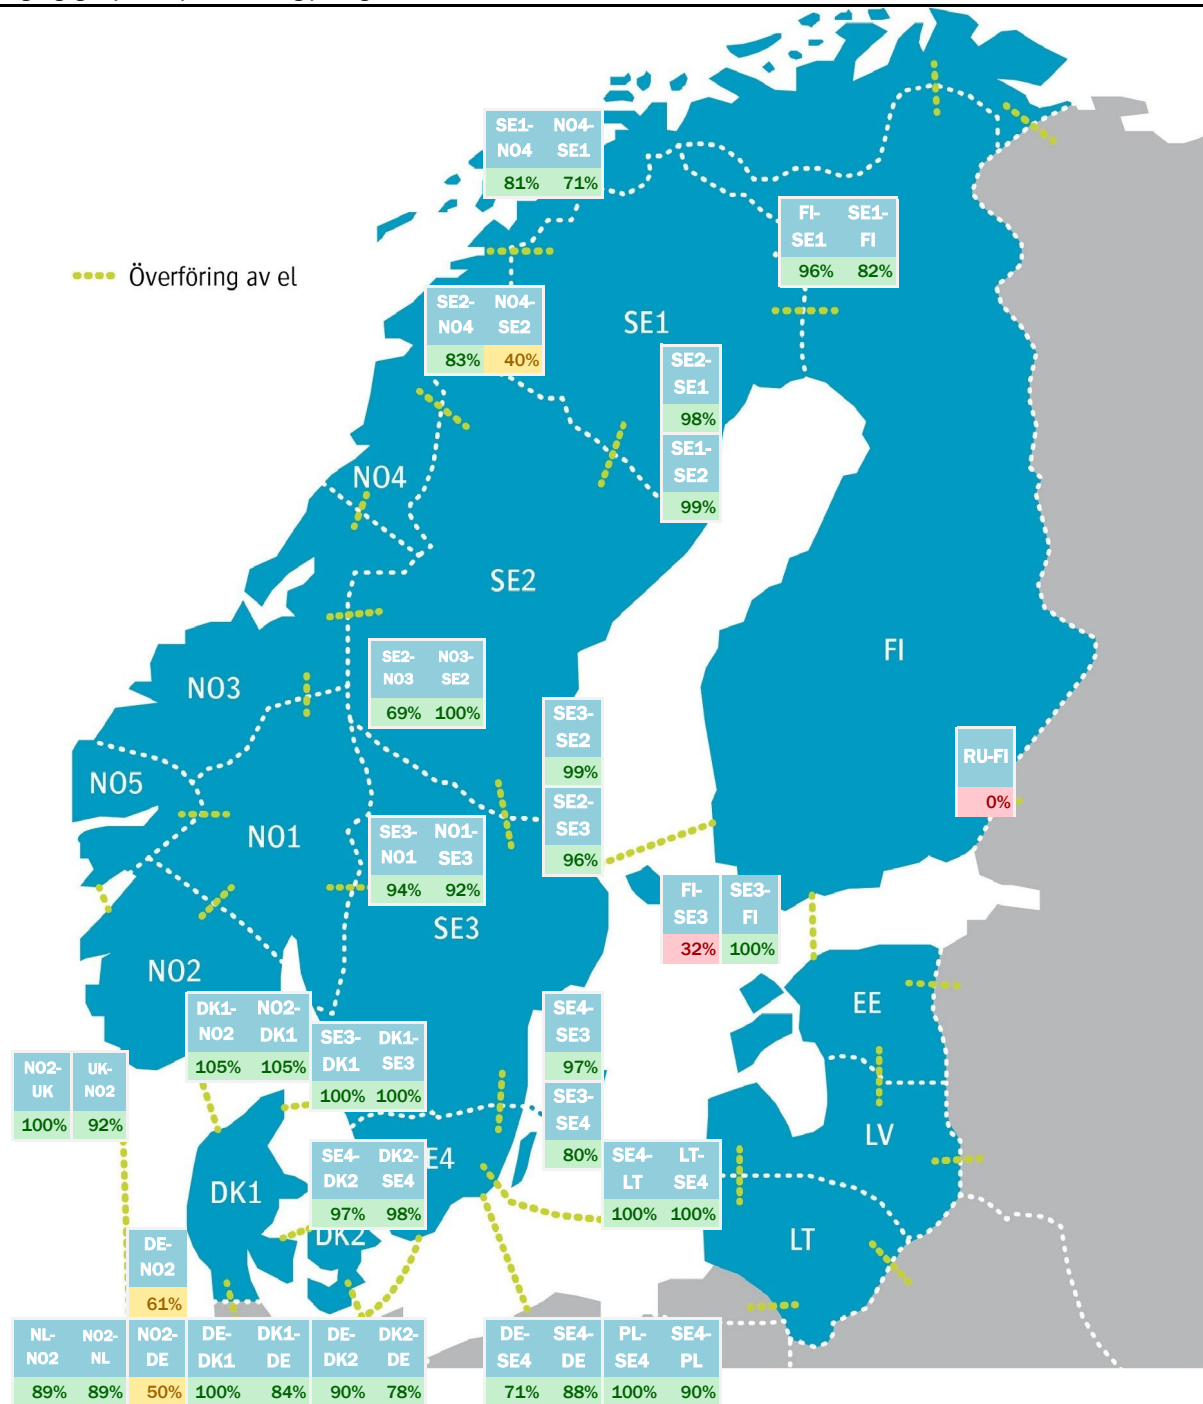 SE1- NO4-
NO4 SE1
81% 71%
FI- SE1-
SE1 FI
96% 82%
Överföring av el
SE2- NO4-
NO4 SE2
83% 40%
SE1
SE2-
SE1
98%
SE1-
SE2
99%
NO4
SE2
FI
SE2- NO3-
NO3 SE2
69% 100%
NO3
SE3-
SE2
99%
SE2-
SE3
96%
RU-FI
0%
NO5
NO1
SE3- NO1-
NO1 SE3
94% 92%
SE3
FI- SE3-
SE3 FI
32% 100%
NO2
EE
DK1- NO2-
NO2 DK1
105% 105%
SE3- DK1-
DK1 SE3
100% 100%
SE4-
SE3
97%
SE3-
SE4
80%
NO2- UK-
UK NO2
100% 92%
LV
SE4- DK2-
DK2 SE4
97% 98%
E4
SE4- LT-
LT SE4
100% 100%
DK1
DK2
LT
DE-
NO2
61%
NL- NO2- NO2- DE- DK1- DE- DK2- DE- SE4- PL- SE4-
NO2 NL DE DK1 DE DK2 DE SE4 DE SE4 PL
89% 89% 50% 100% 84% 90% 78% 71% 88% 100% 90%